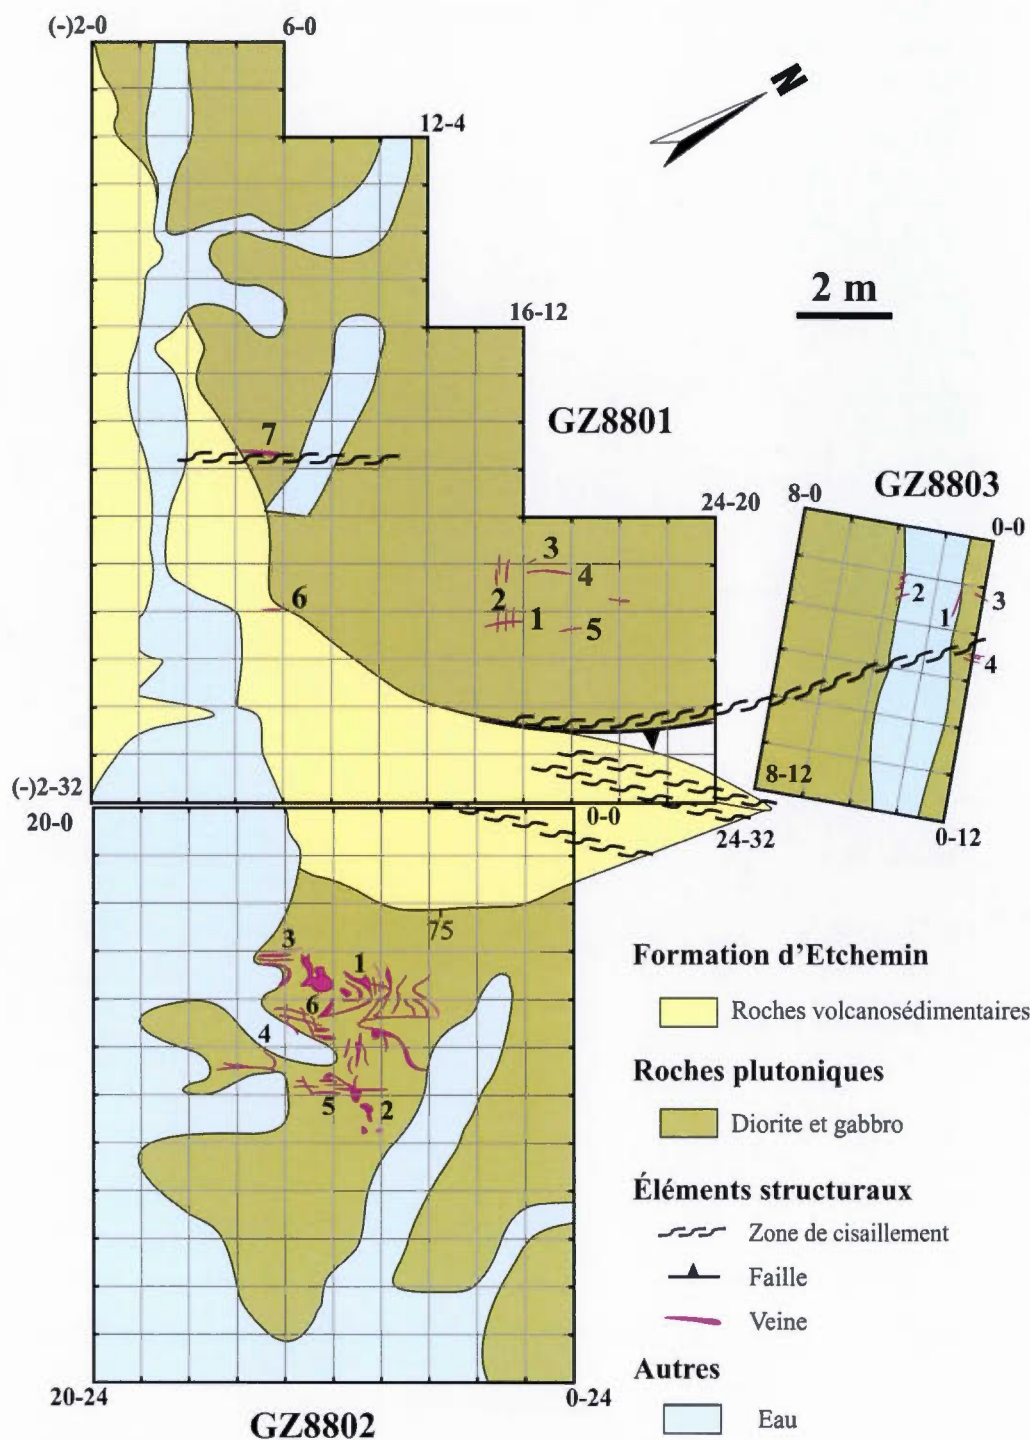 (-)2-0
6-0
N
12-4
2 m
16-12
GZ8801
7
GZ8803
24-20
8-0
0-0
3
4
2
1
5
6
2
1
3
4
8-12
(-)2-32
20-0
0-0
24-32
0-12
75
3
1
6
4
5
2
Formation d'Etchemin
Roches volcanosédimentaires
Roches plutoniques
Diorite et gabbro
Éléments structuraux
Zone de cisaillement
Faille
Veine
Autres
Eau
20-24
0-24
GZ8802